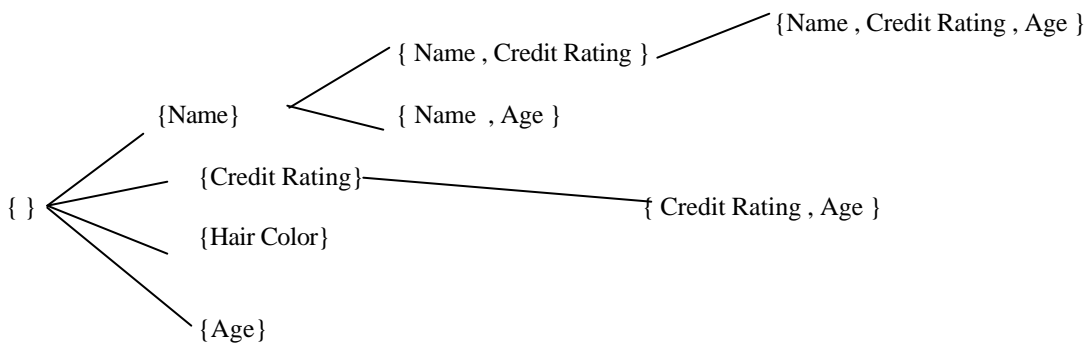 {Name , Credit Rating , Age }
{ Name , Credit Rating }
{Name}
{ Name , Age }
{Credit Rating}
{ }
{ Credit Rating , Age }
{Hair Color}
{Age}